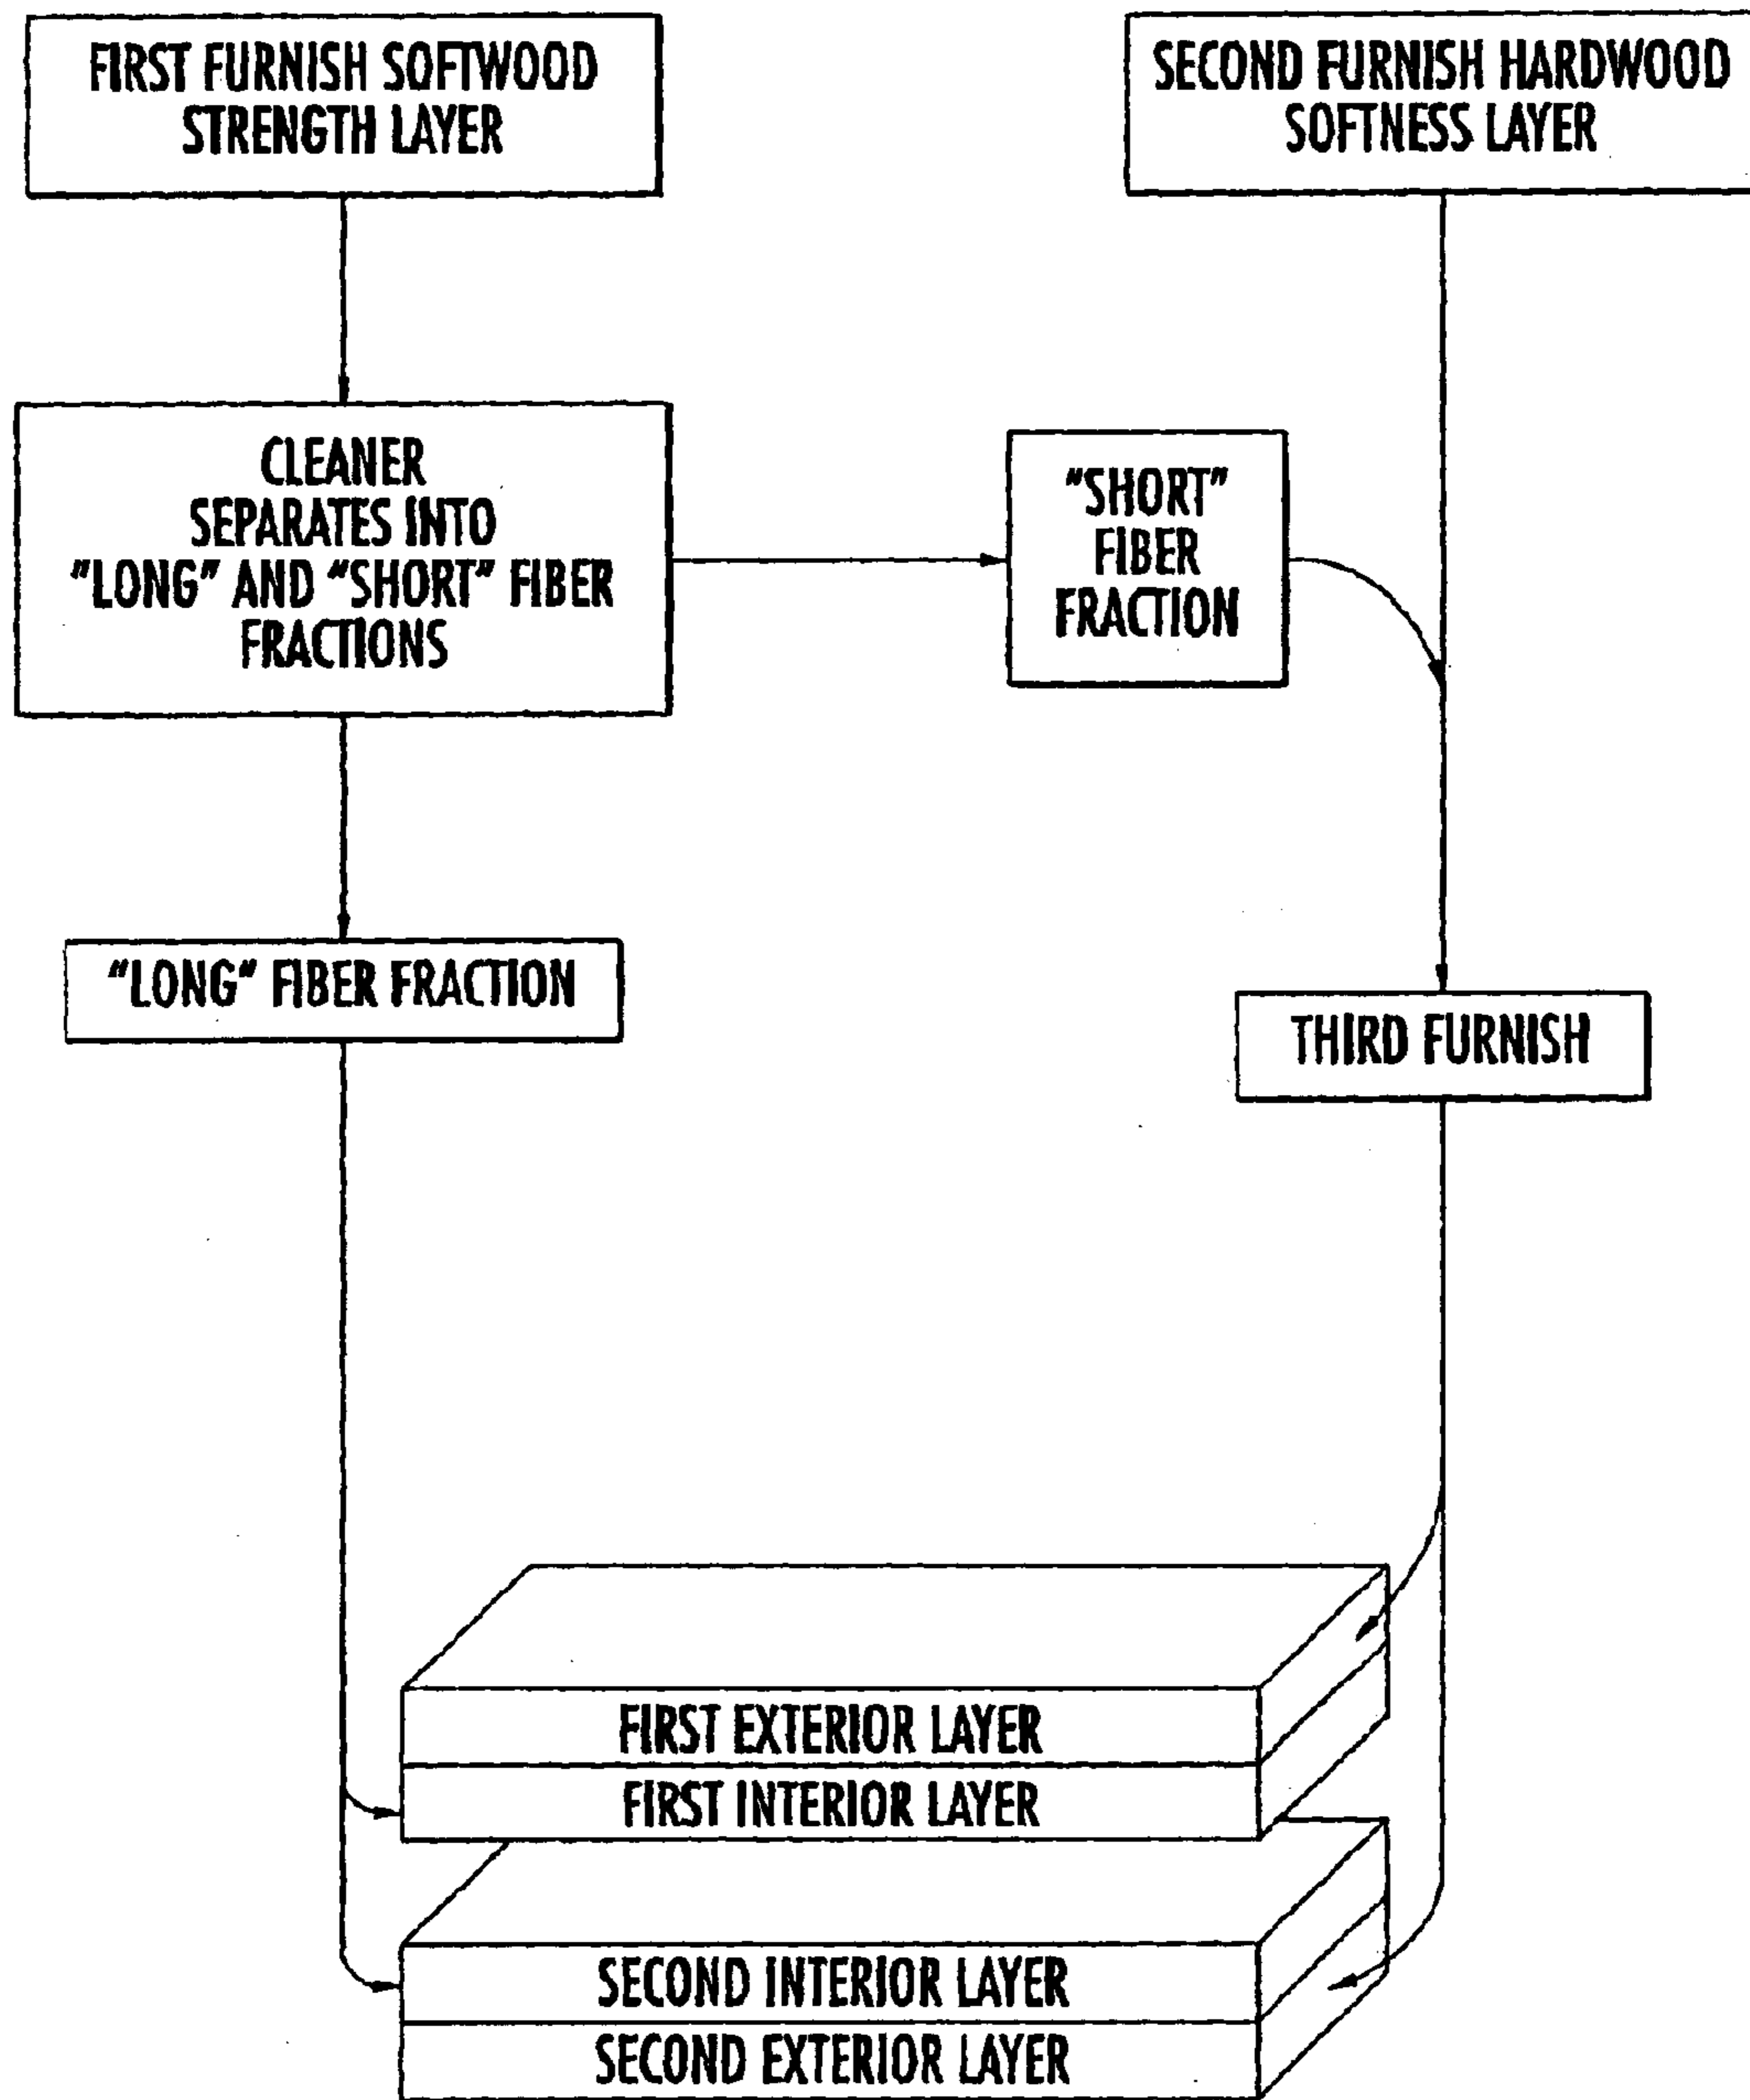 FIRST FURNISH SOFTWOOD
STRENGTH LAYER
SECOND FURNISH HARDWOOD
SOFTNESS LAYER
CLEANER
SEPARATES INTO
"LONG" AND "SHORT" FIBER
FRACTIONS
"SHORT"
FIBER
FRACTION
"LONG" FIBER FRACTION
THIRD FURNISH
FIRST EXTERIOR LAYER
FIRST INTERIOR LAYER
SECOND INTERIOR LAYER
SECOND EXTERIOR LAYER